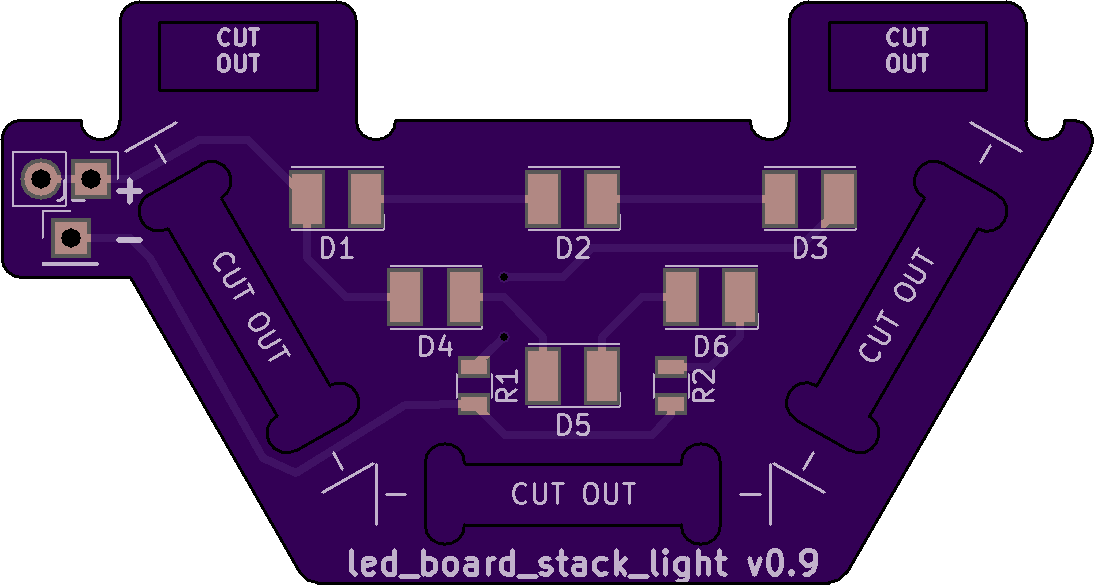 CUT
OUT
CUT
OUT
+
−
D1
D2
D3
CUT OUT
CUT OUT
D4
D6
R1
R2
D5
CUT OUT
led_board_stack_light v0.9